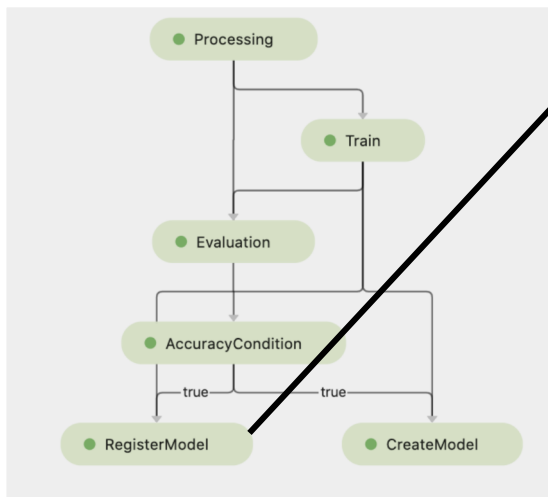 Processing
Train
Evaluation
AccuracyCondition
true
true
RegisterModel
CreateModel